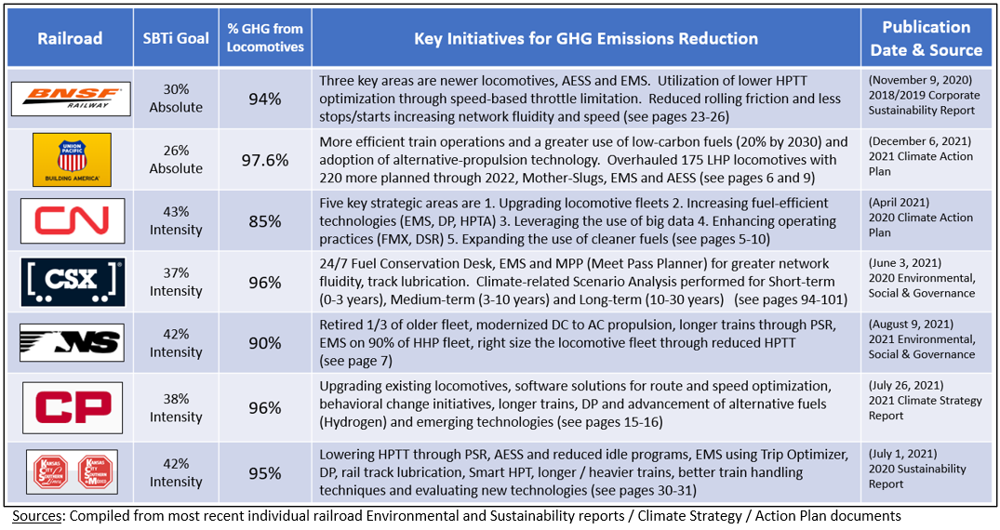 Railroad
SBTi Goal
% GHG from
Locomotives
Key Initiatives for GHG Emissions Reduction
Publication
Date & Source
BNSF
RAILWAY
30%
Absolute
94%
Three key areas are newer locomotives, AESS and EMS.  Utilization of lower HPTT
optimization through speed-based throttle limitation.  Reduced rolling friction and less
stops/starts increasing network fluidity and speed (see pages 23-26)
(November 9, 2020)
2018/2019 Corporate
Sustainability Report
UNION
PACIFIC
BUILDING AMERICA®
26%
Absolute
97.6%
More efficient train operations and a greater use of low-carbon fuels (20% by 2030) and
adoption of alternative-propulsion technology.  Overhauled 175 LHP locomotives with
220 more planned through 2022, Mother-Slugs, EMS and AESS (see pages 6 and 9)
(December 6, 2021)
2021 Climate Action
Plan
CN
43%
Intensity
85%
Five key strategic areas are 1. Upgrading locomotive fleets 2. Increasing fuel-efficient
technologies (EMS, DP, HPTA) 3. Leveraging the use of big data 4. Enhancing operating
practices (FMX, DSR) 5. Expanding the use of cleaner fuels (see pages 5-10)
(April 2021)
2020 Climate Action
Plan
[CSX]
37%
Intensity
96%
24/7 Fuel Conservation Desk, EMS and MPP (Meet Pass Planner) for greater network
fluidity, track lubrication.  Climate-related Scenario Analysis performed for Short-term
(0-3 years), Medium-term (3-10 years) and Long-term (10-30 years)   (see pages 94-101)
(June 3, 2021)
2020 Environmental,
Social & Governance
NS
42%
Intensity
90%
Retired 1/3 of older fleet, modernized DC to AC propulsion, longer trains through PSR,
EMS on 90% of HHP fleet, right size the locomotive fleet through reduced HPTT
(see page 7)
(August 9, 2021)
2021 Environmental,
Social & Governance
CP
38%
Intensity
96%
Upgrading existing locomotives, software solutions for route and speed optimization,
behavioral change initiatives, longer trains, DP and advancement of alternative fuels
(Hydrogen) and emerging technologies (see pages 15-16)
(July 26, 2021)
2021 Climate Strategy
Report
KANSAS
CITY
SOUTHERN
Lines
KANSAS
CITY
SOUTHERN
DE MEXICO
42%
Intensity
95%
Lowering HPTT through PSR, AESS and reduced idle programs, EMS using Trip Optimizer,
DP, rail track lubrication, Smart HPT, longer / heavier trains, better train handling
techniques and evaluating new technologies (see pages 30-31)
(July 1, 2021)
2020 Sustainability
Report
Sources: Compiled from most recent individual railroad Environmental and Sustainability reports / Climate Strategy / Action Plan documents